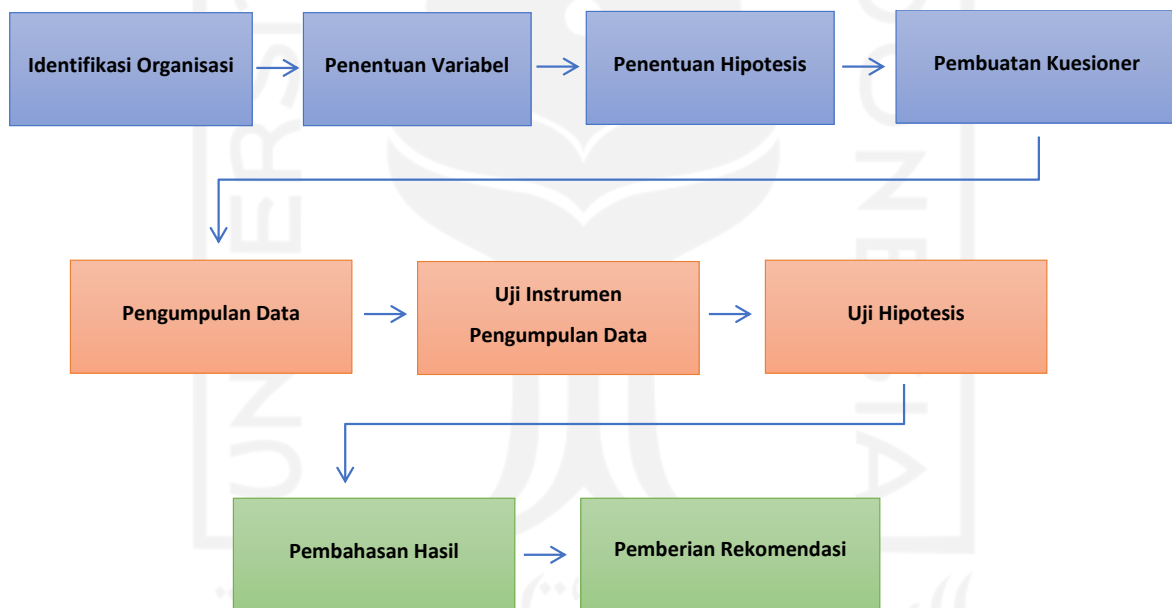 Identifikasi Organisasi
Penentuan Variabel
Penentuan Hipotesis
Pembuatan Kuesioner
Pengumpulan Data
Uji Instrumen
Pengumpulan Data
Uji Hipotesis
Pembahasan Hasil
Pemberian Rekomendasi